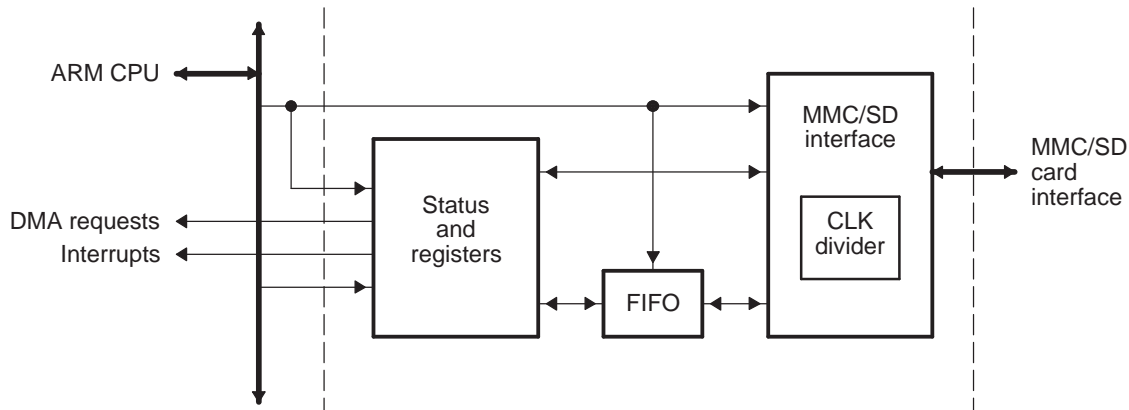 ARM CPU
DMA requests
Interrupts
Status
and
registers
FIFO
MMC/SD
interface
CLK
divider
MMC/SD
card
interface